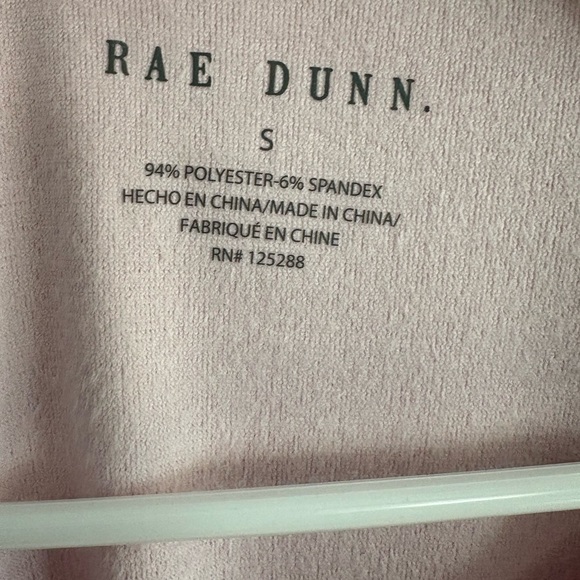 RAE DUNN.
S
94% POLYESTER-6% SPANDEX
HECHO EN CHINA/MADE IN CHINA/
FABRIQUÉ EN CHINE
RN# 125288